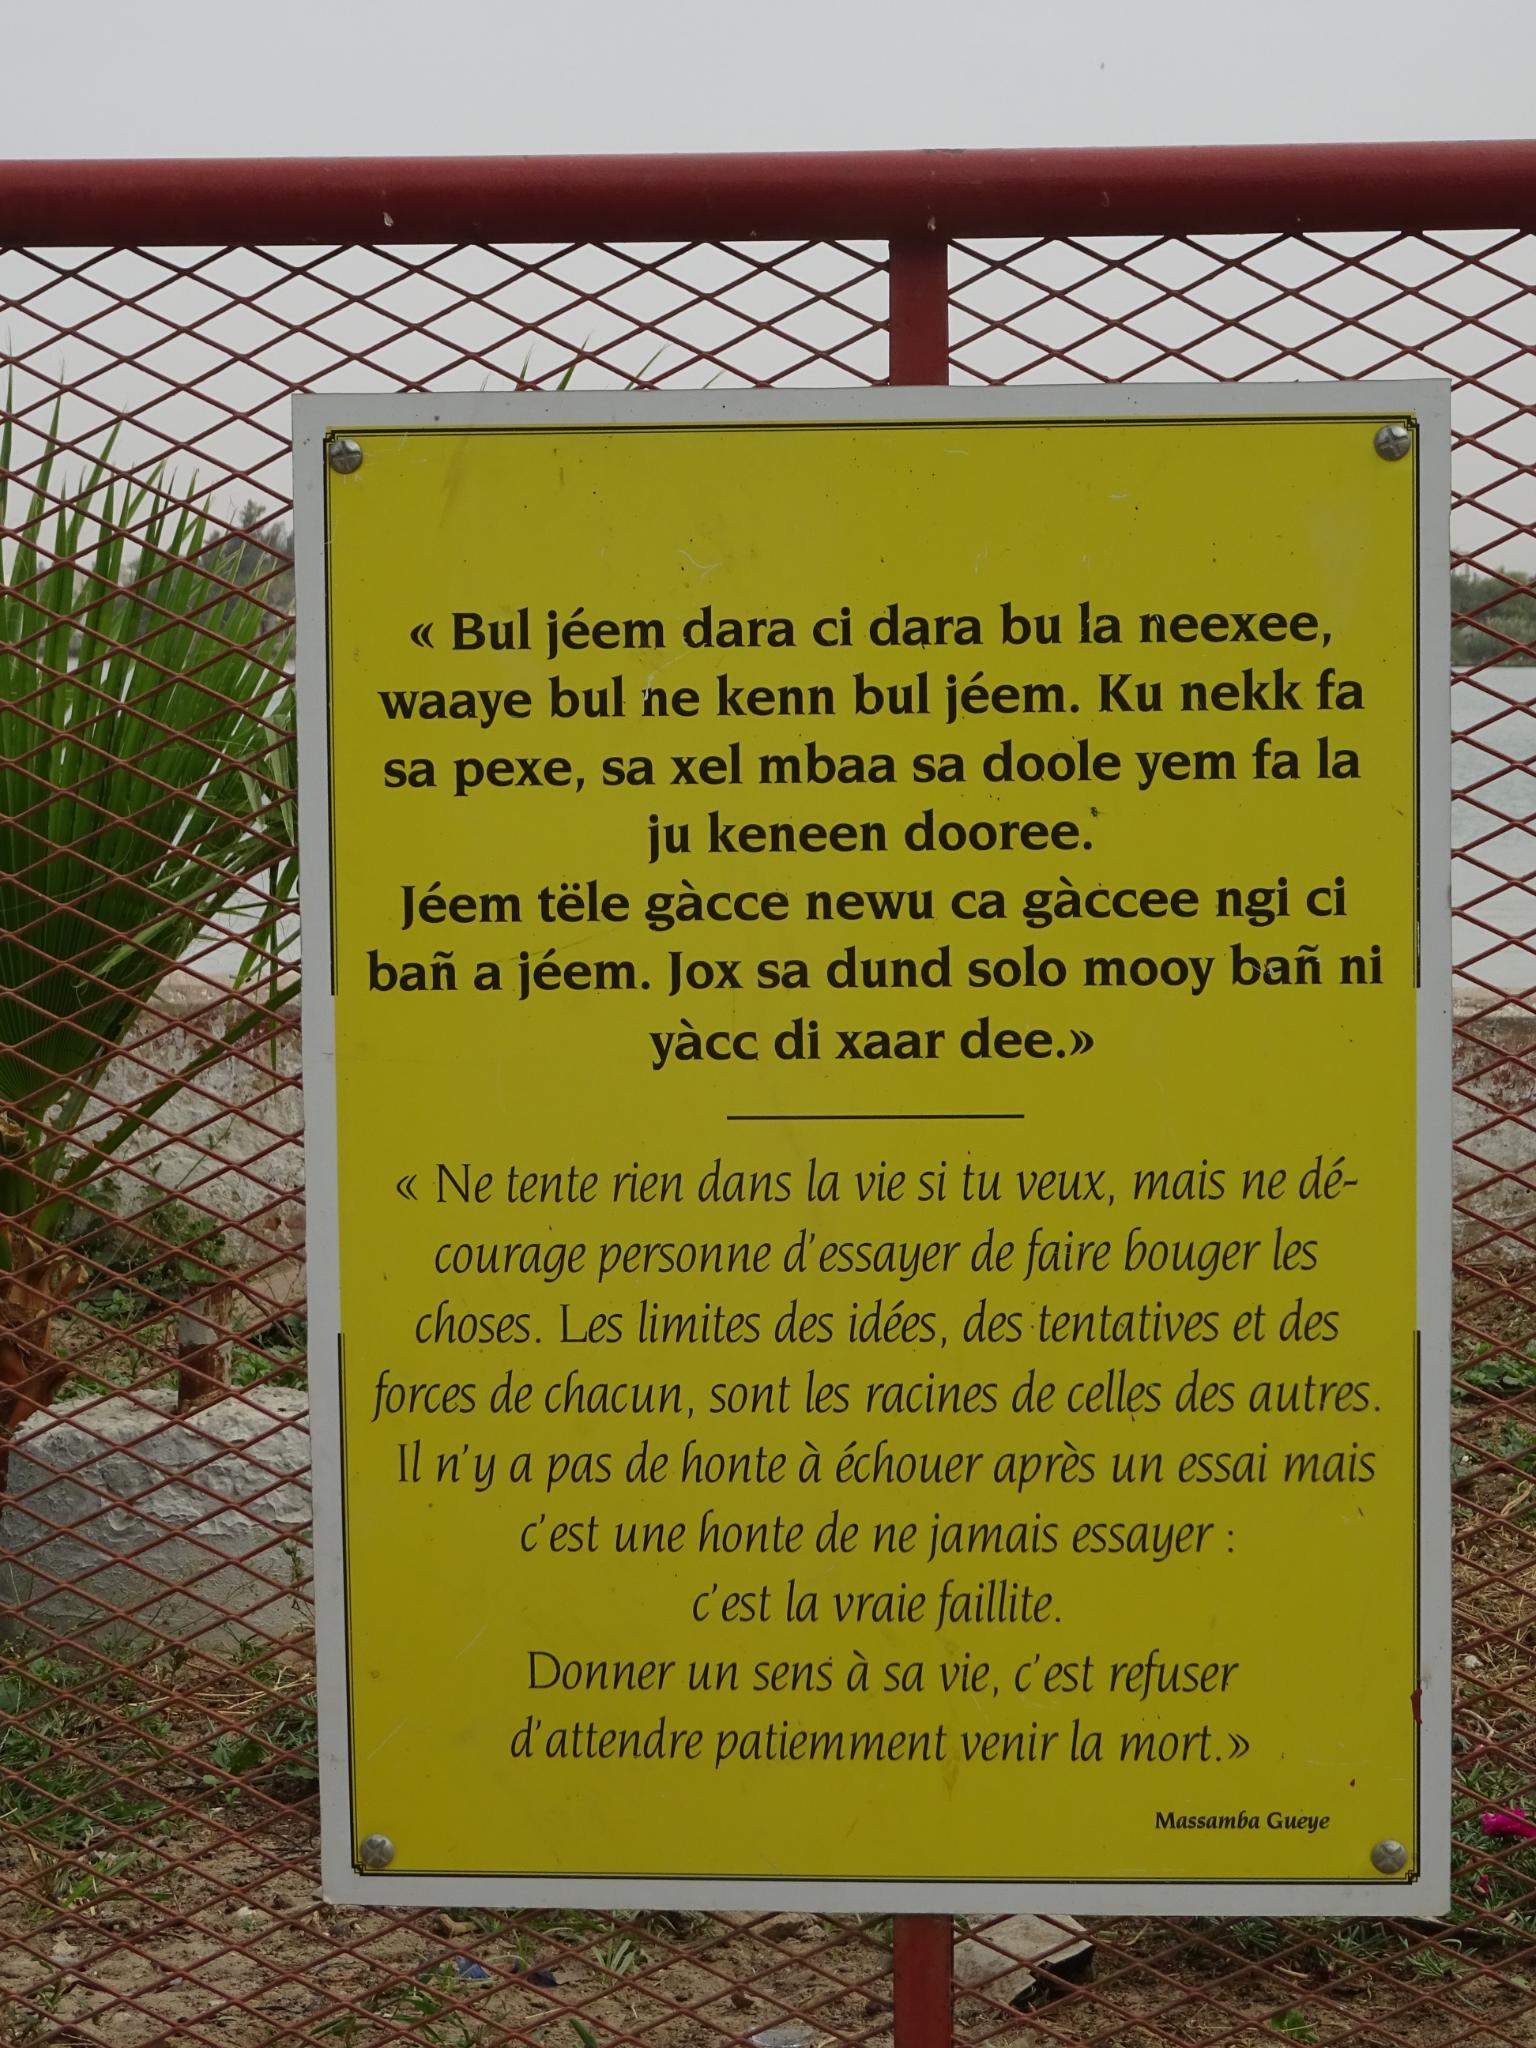 « Bul jéem dara ci dara bu la neexee,
waaye bul ne kenn bul jéem. Ku nekk fa
sa pexe, sa xel mbaa sa doole yem fa la
ju keneen dooree.
Jéem tële gàcce newu ca gàccee ngi ci
bañ a jéem. Jox sa dund solo mooy bañ ni
yàcc di xaar dee.»
« Ne tente rien dans la vie si tu veux, mais ne dé-
courage personne d'essayer de faire bouger les
choses. Les limites des idées, des tentatives et des
forces de chacun, sont les racines de celles des autres.
Il n'y a pas de honte à échouer après un essai mais
c'est une honte de ne jamais essayer :
c'est la vraie faillite.
Donner un sens à sa vie, c'est refuser
d'attendre patiemment venir la mort.»
Massamba Gueye